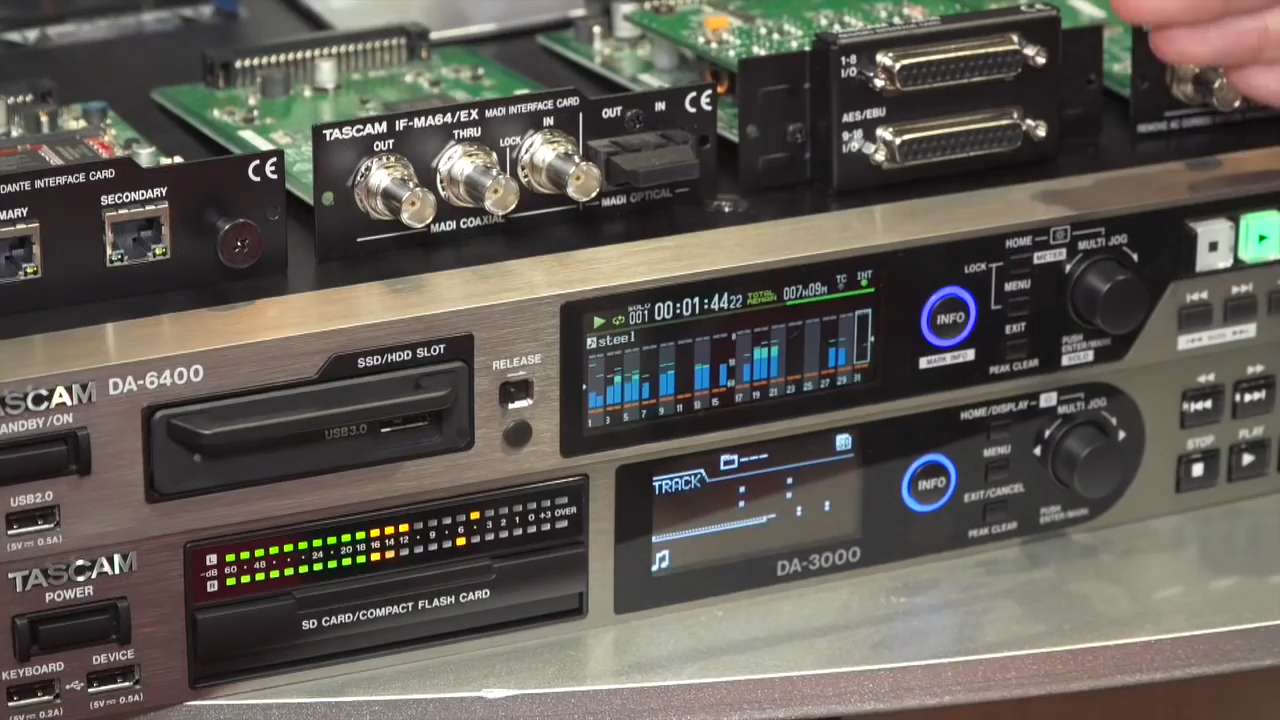 DANTE INTERFACE CARD
SECONDARY
CE
TASCAM IF-MA64/EX MADI INTERFACE CARD
OUT THRU LOCK IN
MADI COAXIAL
OUT IN
MADI OPTICAL
CE
1-8
I/O
AES/EBU
9-16
I/O
TASCAM DA-6400
STANDBY/ON
USB2.0
(5V⎓0.5A)
SSD/HDD SLOT
USB3.0
RELEASE
SOLO
001 00:01:4422 TOTAL REMAIN 007H09M TC INT
steel
1 3 5 7 9 11 13 15 17 19 21 23 25 27 29 31
INFO
MARK INFO
HOME
METER
LOCK
MENU
EXIT
PEAK CLEAR
MULTI JOG
PUSH
ENTER/MARK
SOLO
TASCAM
POWER
KEYBOARD
(5V⎓0.2A)
DEVICE
(5V⎓0.5A)
L
-dB 60 · 48 · · · 24 · 20 18 16 14 12 · 9 · 6 · 3 2 1 0 +3 OVER
R
SD CARD/COMPACT FLASH CARD
SD
TRACK
DA-3000
INFO
HOME/DISPLAY
MENU
EXIT/CANCEL
PEAK CLEAR
MULTI JOG
PUSH
ENTER/MARK
STOP
PLAY